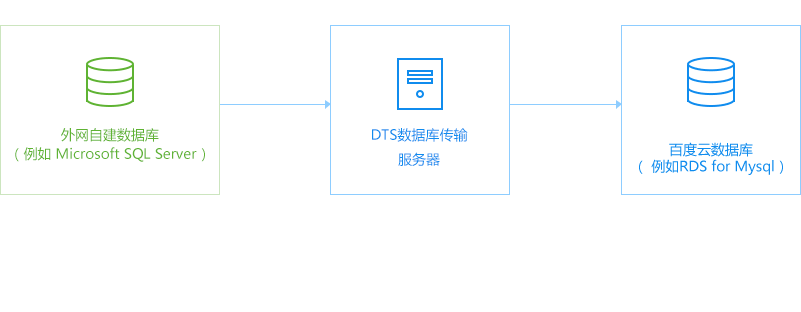 外网自建数据库
（ 例如 Microsoft SQL Server ）
DTS数据库传输
服务器
百度云数据库
（ 例如RDS for Mysql ）